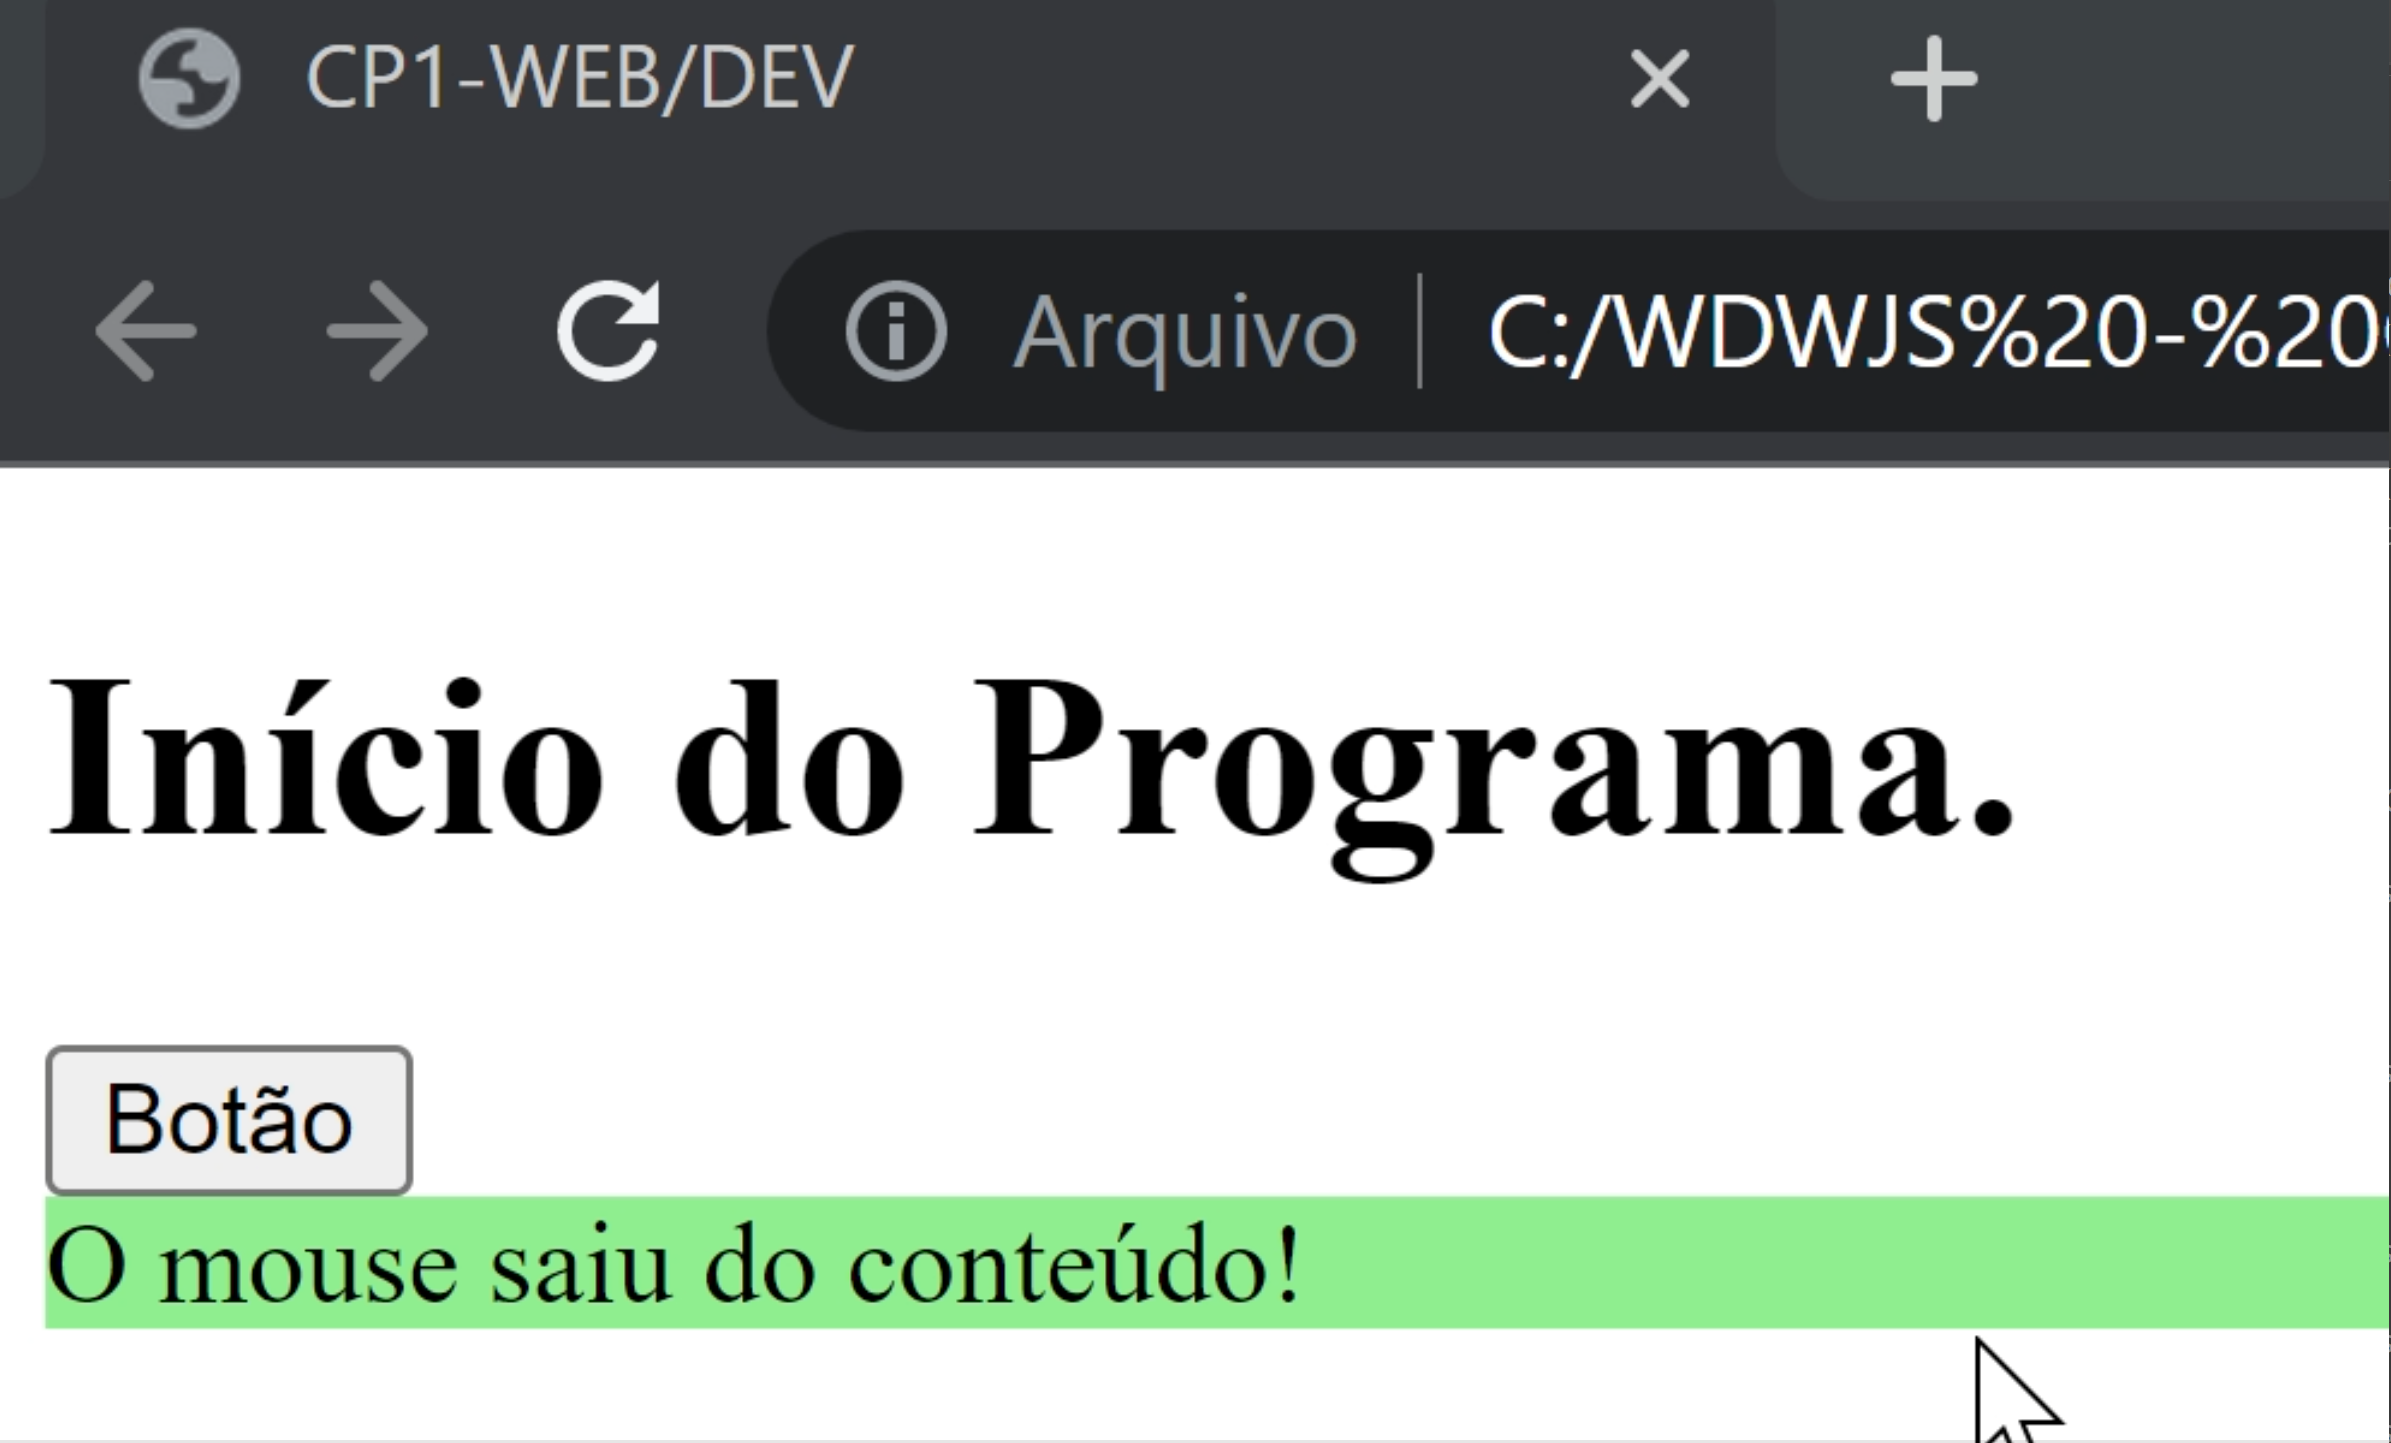 CP1-WEB/DEV
Arquivo C:/WDWJS%20-%20
Início do Programa.
Botão
O mouse saiu do conteúdo!